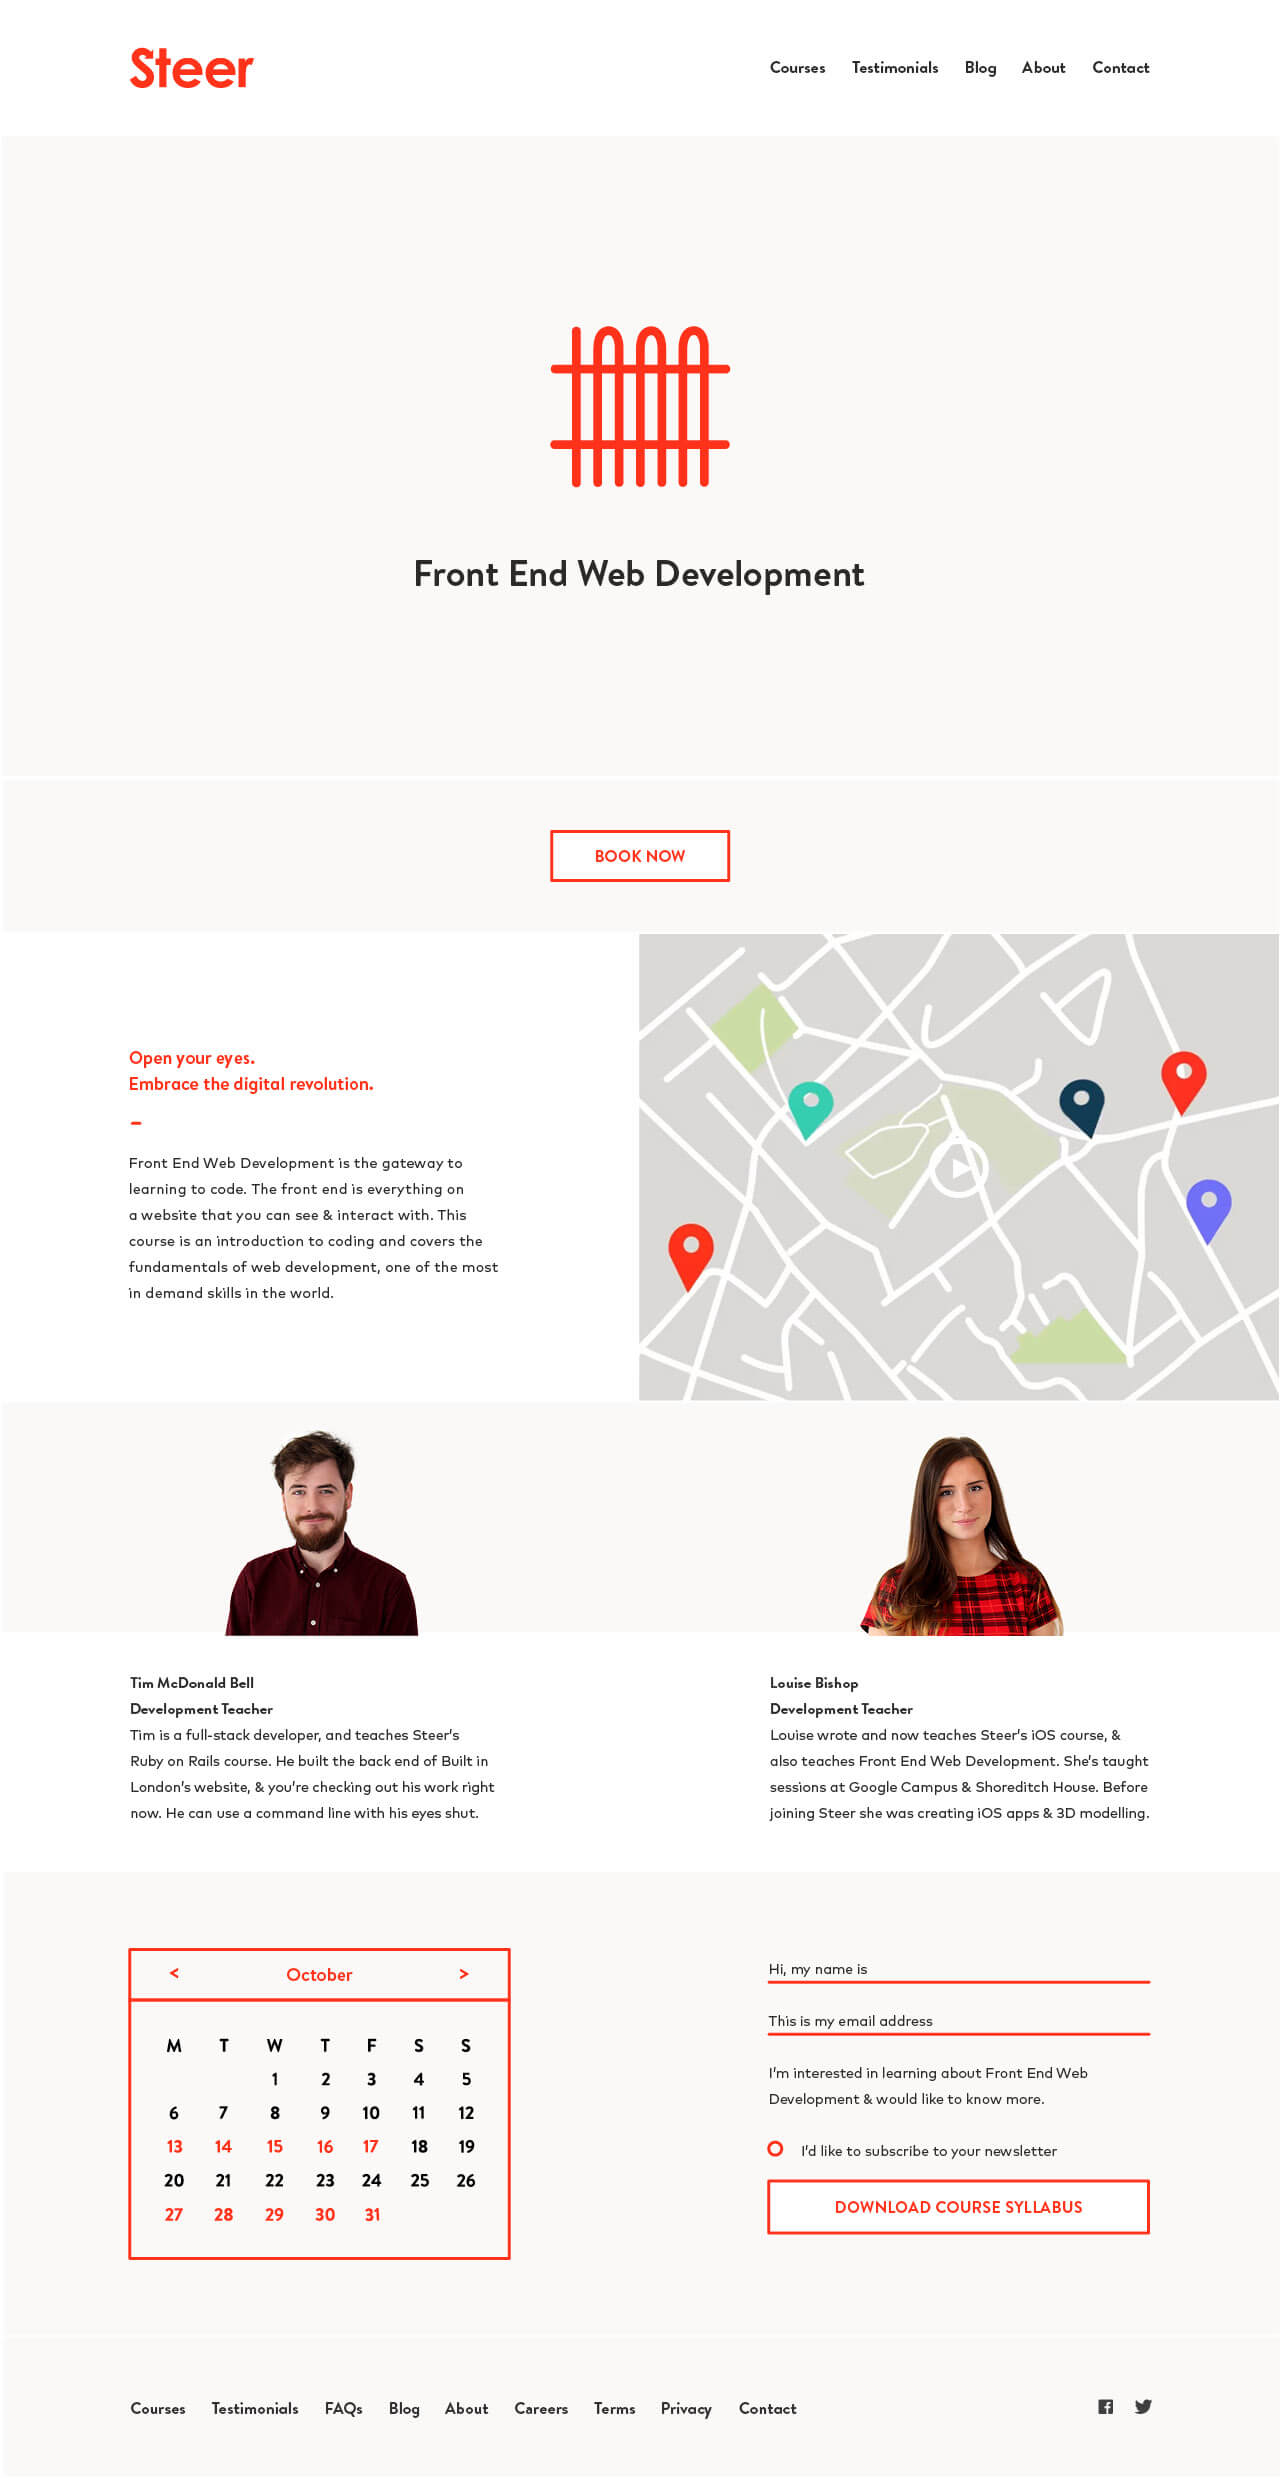 Steer
Courses Testimonials Blog About Contact
Front End Web Development
BOOK NOW
Open your eyes.
Embrace the digital revolution.
–
Front End Web Development is the gateway to
learning to code. The front end is everything on
a website that you can see & interact with. This
course is an introduction to coding and covers the
fundamentals of web development, one of the most
in demand skills in the world.
Tim McDonald Bell
Development Teacher
Tim is a full-stack developer, and teaches Steer’s
Ruby on Rails course. He built the back end of Built in
London’s website, & you’re checking out his work right
now. He can use a command line with his eyes shut.
Louise Bishop
Development Teacher
Louise wrote and now teaches Steer’s iOS course, &
also teaches Front End Web Development. She’s taught
sessions at Google Campus & Shoreditch House. Before
joining Steer she was creating iOS apps & 3D modelling.
< October >
M T W T F S S
1 2 3 4 5
6 7 8 9 10 11 12
13 14 15 16 17 18 19
20 21 22 23 24 25 26
27 28 29 30 31
Hi, my name is
This is my email address
I’m interested in learning about Front End Web
Development & would like to know more.
I’d like to subscribe to your newsletter
DOWNLOAD COURSE SYLLABUS
Courses Testimonials FAQs Blog About Careers Terms Privacy Contact